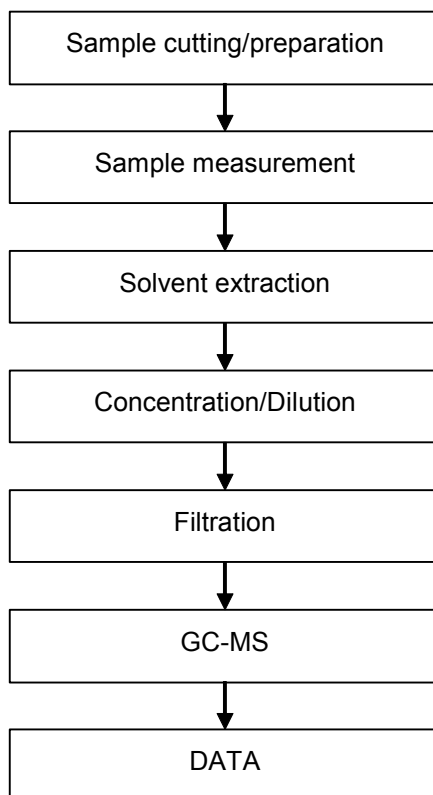 Sample cutting/preparation
Sample measurement
Solvent extraction
Concentration/Dilution
Filtration
GC-MS
DATA